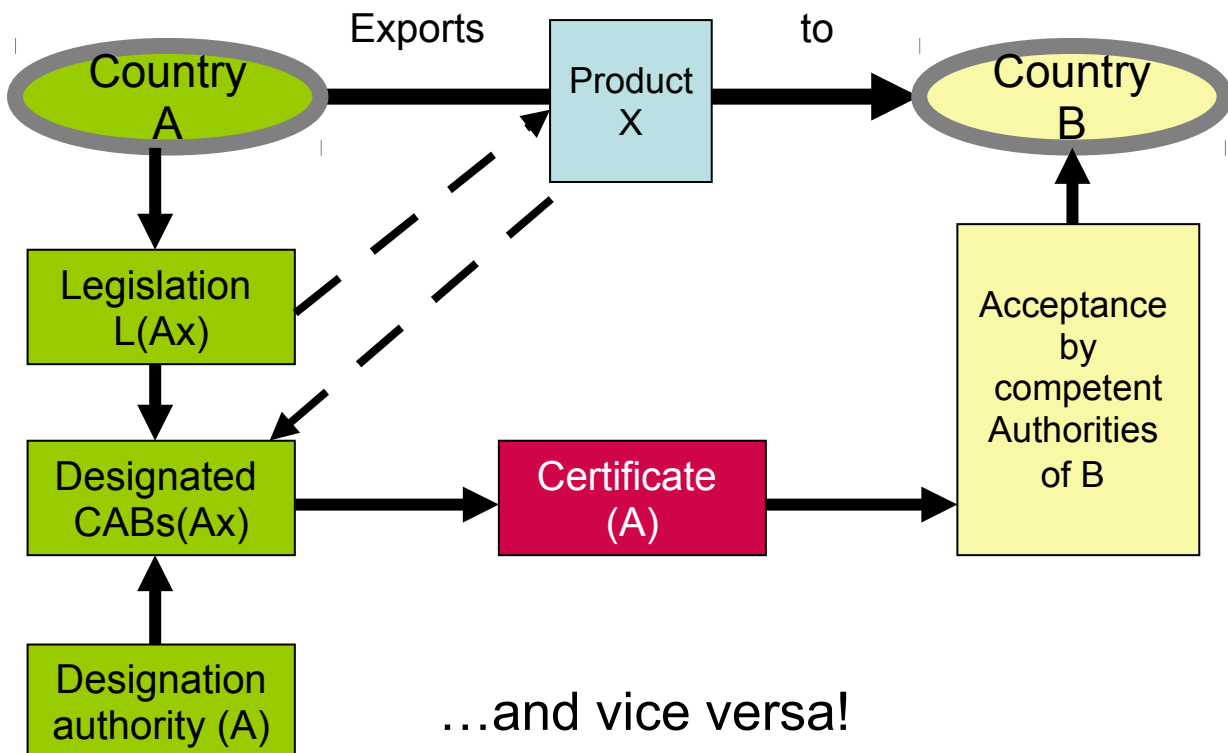 Exports
to
Country
A
Product
X
Country
B
Legislation
L(Ax)
Acceptance
by
competent
Authorities
of B
Designated
CABs(Ax)
Certificate
(A)
Designation
authority (A)
…and vice versa!